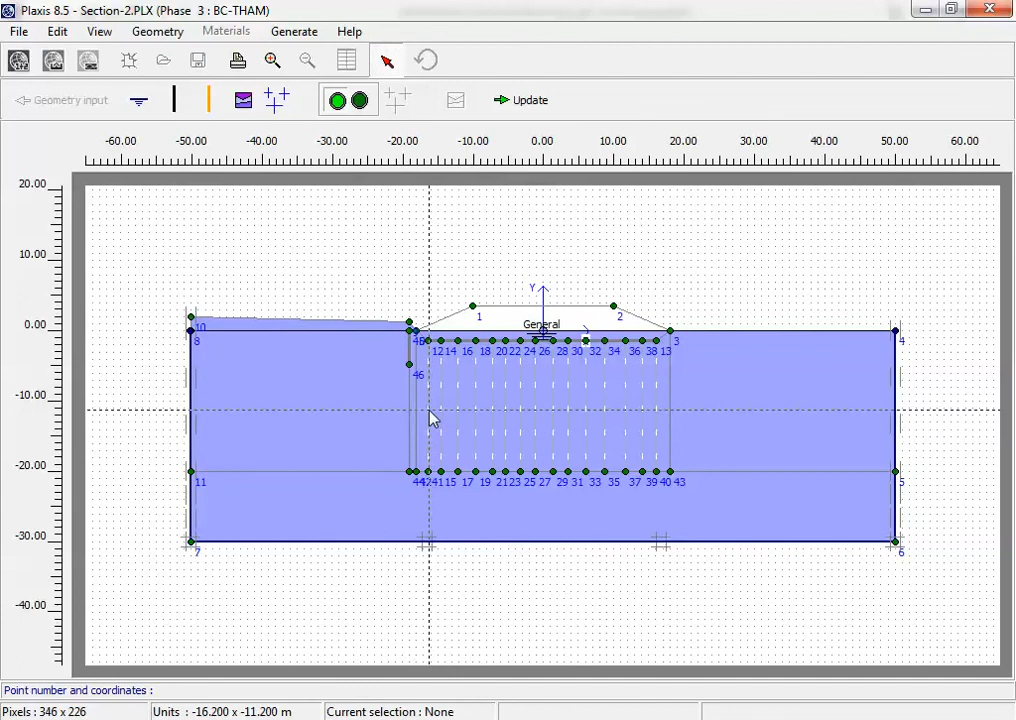 Plaxis 8.5 - Section-2.PLX (Phase 3 : BC-THAM)
File Edit View Geometry Materials Generate Help
Geometry input Update
-60.00 -50.00 -40.00 -30.00 -20.00 -10.00 0.00 10.00 20.00 30.00 40.00 50.00 60.00
20.00
10.00
Y
1 General 2
0.00
10
8 3 4
12 14 16 18 20 22 24 26 28 30 32 34 36 38 13
46
-10.00
-20.00
11 15 17 19 21 23 25 27 29 31 33 35 37 39 40 43 5
-30.00
7 6
-40.00
Point number and coordinates :
Pixels : 346 x 226 Units : -16.200 x -11.200 m Current selection : None